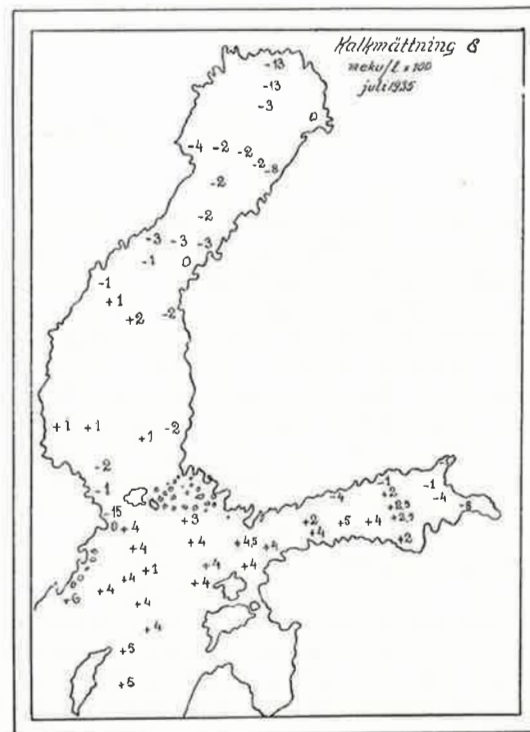 Kalkmättning δ
mekv/l × 100
juli 1935
-13
-13
-3
0
-4 -2 -2
-2 -8
-2
-2
-3 -3 -3
-1 0
-1
+1
+2 -2
+1 +1 -2
+1
-2
-1
-15
0 +4
+3
+4 +4 +4,5 +4
+4 +1 +4 +4
+4 +4
+6 +4
+4
+5
+5
-1
-1 -1
-4 +2 -4
+2,5 -6
+2 +5 +4 +2,5
+4 +2